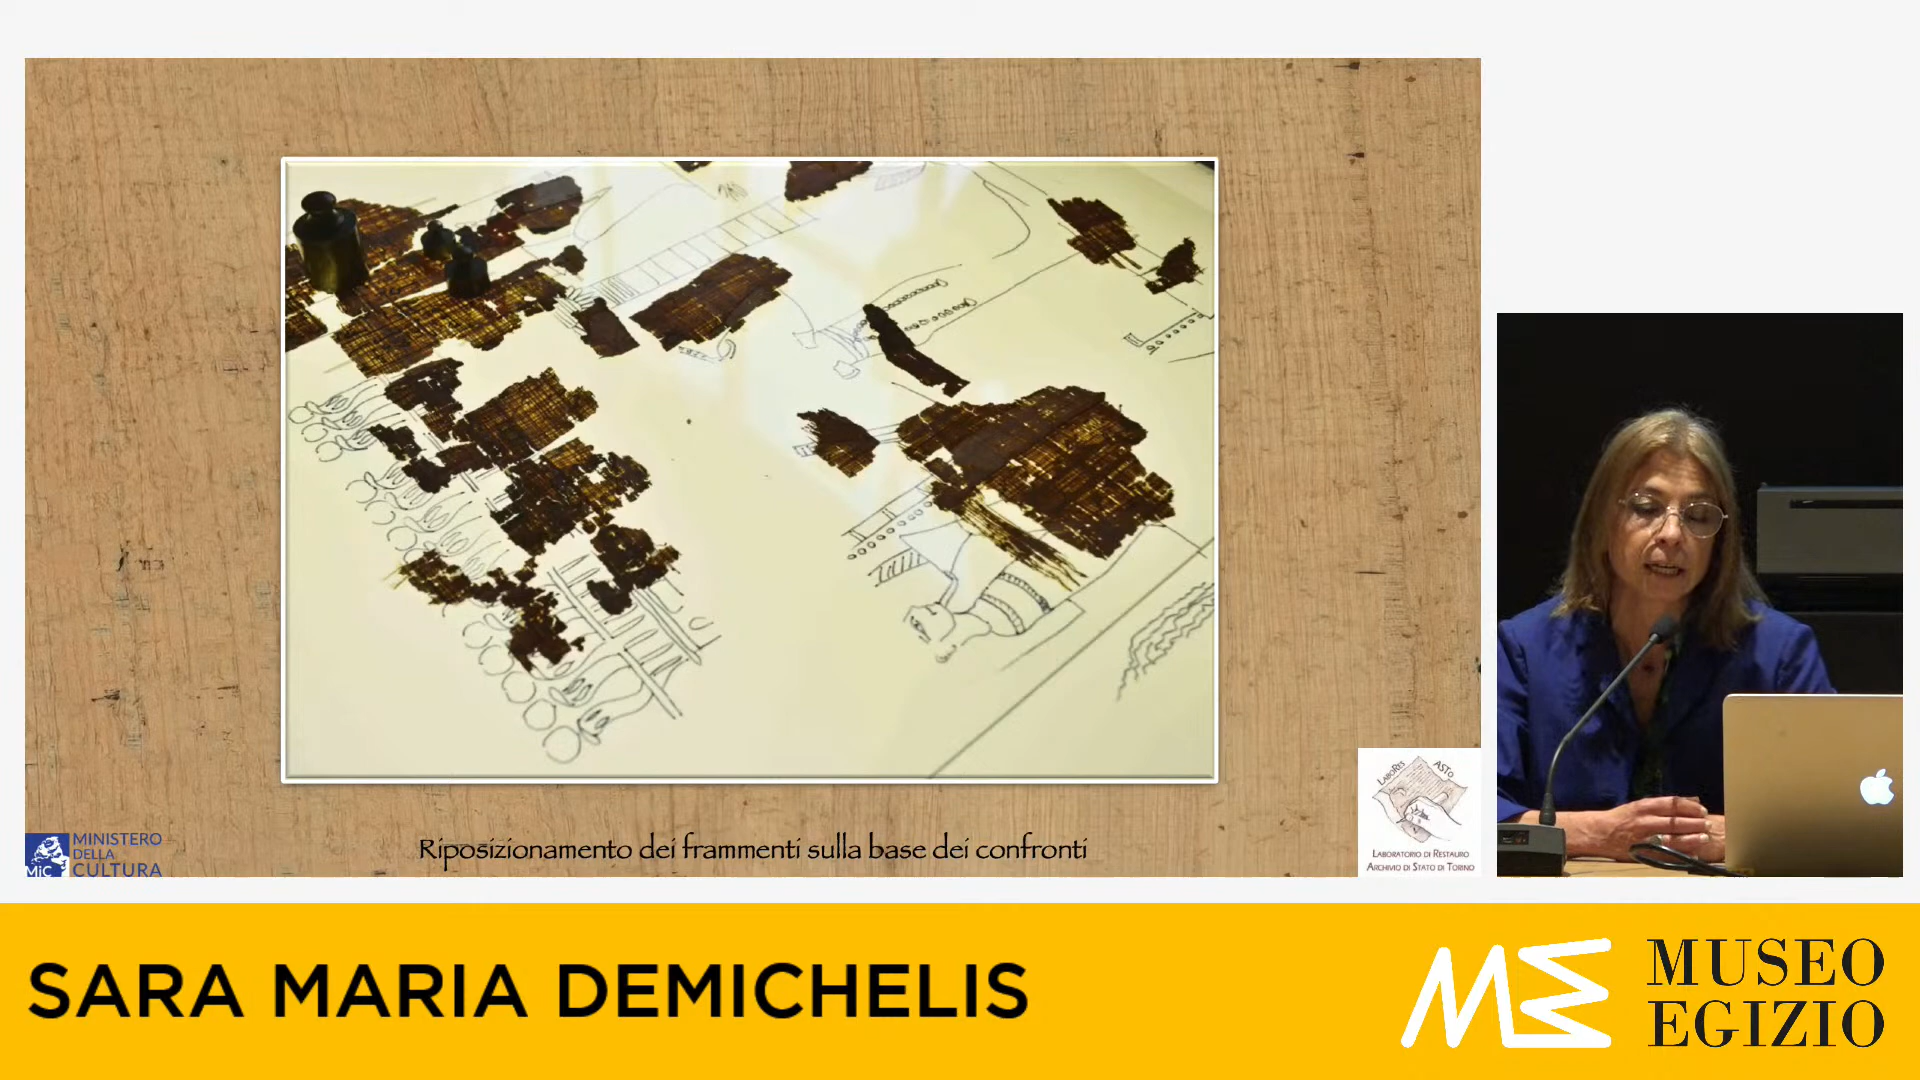 MiC
MINISTERO
DELLA
CULTURA
Riposizionamento dei frammenti sulla base dei confronti
LABORES ASTO
LABORATORIO DI RESTAURO
ARCHIVIO DI STATO DI TORINO
SARA MARIA DEMICHELIS
ME
MUSEO
EGIZIO